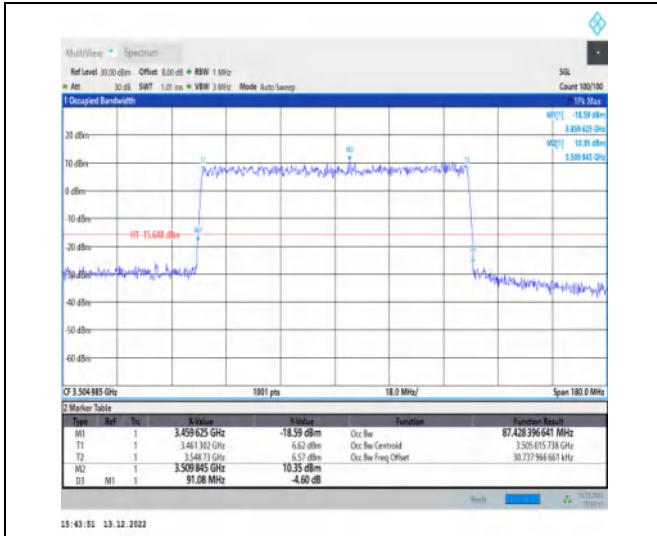 MultiView Spectrum
Ref Level 30.00 dBm Offset 8.00 dB RBW 1 MHz SGL
Att 30 dB SWT 1.01 ms VBW 3 MHz Mode Auto Sweep Count 100/100
1 Occupied Bandwidth 1Pk Max
M1[1] -18.59 dBm
3.459 625 GHz
20 dBm
M2[1] 10.35 dBm
3.509 845 GHz
M2
10 dBm
0 dBm
-10 dBm
H1 -15.648 dBm
-20 dBm
-30 dBm
-40 dBm
-50 dBm
-60 dBm
CF 3.504 985 GHz 1001 pts 18.0 MHz/ Span 180.0 MHz
2 Marker Table
Type Ref Trc X-Value Y-Value Function Function Result
M1 1 3.459 625 GHz -18.59 dBm Occ Bw 87.428 396 641 MHz
T1 1 3.461 302 GHz 6.62 dBm Occ Bw Centroid 3.505 015 738 GHz
T2 1 3.548 73 GHz 6.57 dBm Occ Bw Freq Offset 30.737 966 661 kHz
M2 1 3.509 845 GHz 10.35 dBm
D3 M1 1 91.08 MHz -4.60 dB
Ready
15:43:51 13.12.2022